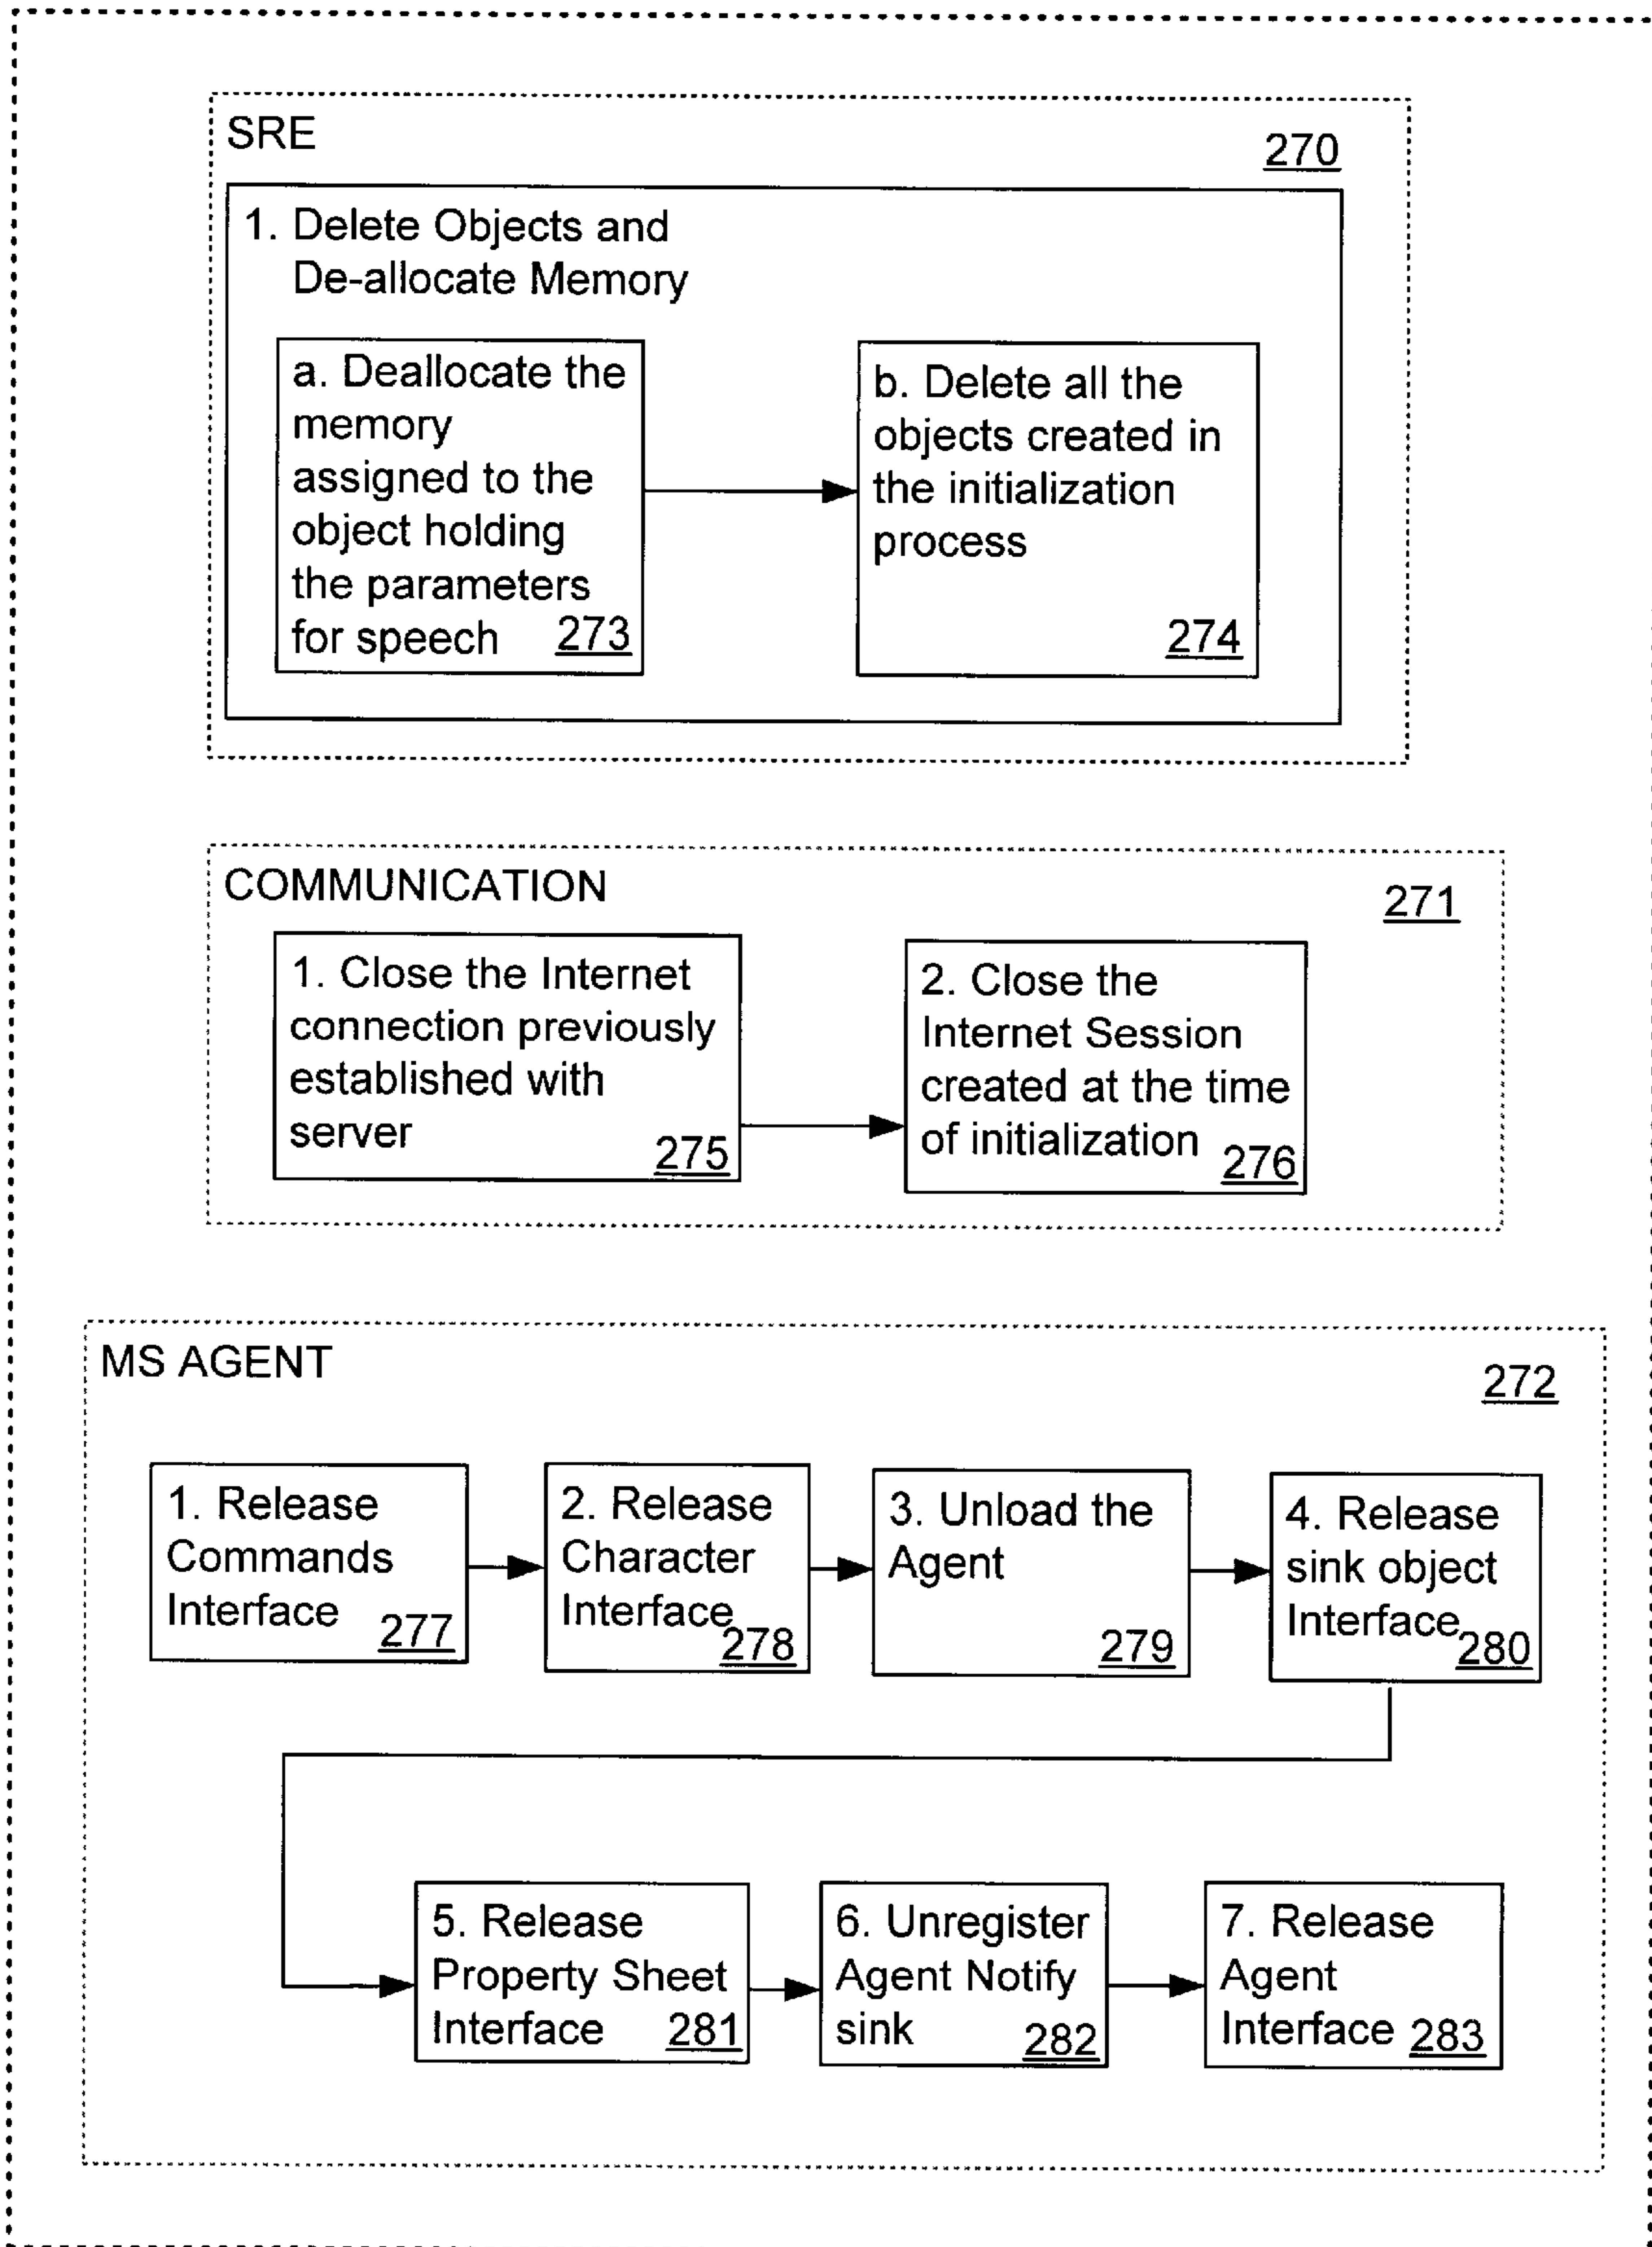 SRE
270
1. Delete Objects and
De-allocate Memory
a. Deallocate the
memory
assigned to the
object holding
the parameters
for speech 273
b. Delete all the
objects created in
the initialization
process
274
COMMUNICATION
271
1. Close the Internet
connection previously
established with
server
275
2. Close the
Internet Session
created at the time
of initialization 276
MS AGENT
272
1. Release
Commands
Interface 277
2. Release
Character
Interface 278
3. Unload the
Agent
279
4. Release
sink object
Interface 280
5. Release
Property Sheet
Interface 281
6. Unregister
Agent Notify
sink 282
7. Release
Agent
Interface 283